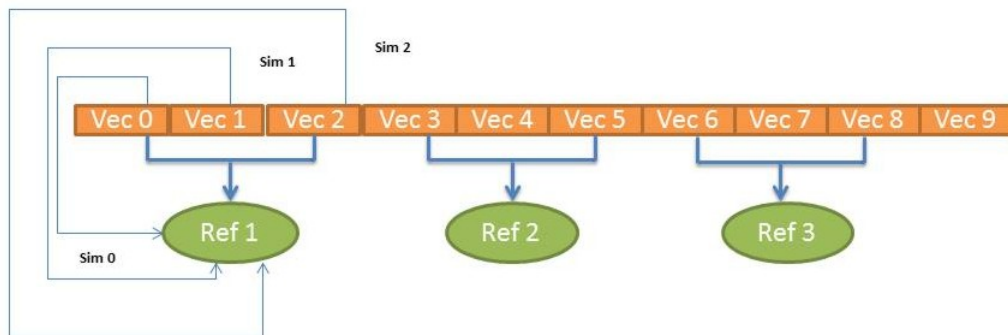 Sim 2
Sim 1
Vec 0 Vec 1 Vec 2 Vec 3 Vec 4 Vec 5 Vec 6 Vec 7 Vec 8 Vec 9
Ref 1 Ref 2 Ref 3
Sim 0